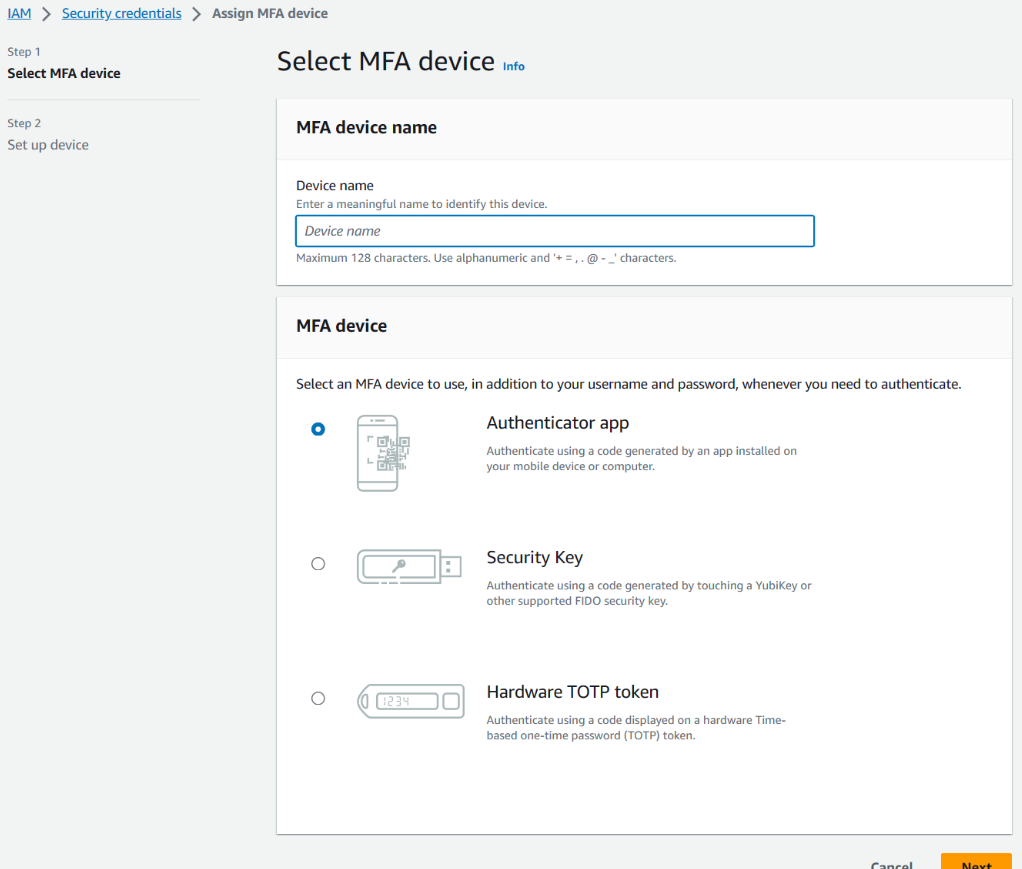 IAM > Security credentials > Assign MFA device
Step 1
Select MFA device
Step 2
Set up device
Select MFA device Info
MFA device name
Device name
Enter a meaningful name to identify this device.
Device name
Maximum 128 characters. Use alphanumeric and '+ = , . @ - _' characters.
MFA device
Select an MFA device to use, in addition to your username and password, whenever you need to authenticate.
Authenticator app
Authenticate using a code generated by an app installed on
your mobile device or computer.
Security Key
Authenticate using a code generated by touching a YubiKey or
other supported FIDO security key.
1234
Hardware TOTP token
Authenticate using a code displayed on a hardware Time-
based one-time password (TOTP) token.
Cancel
Next